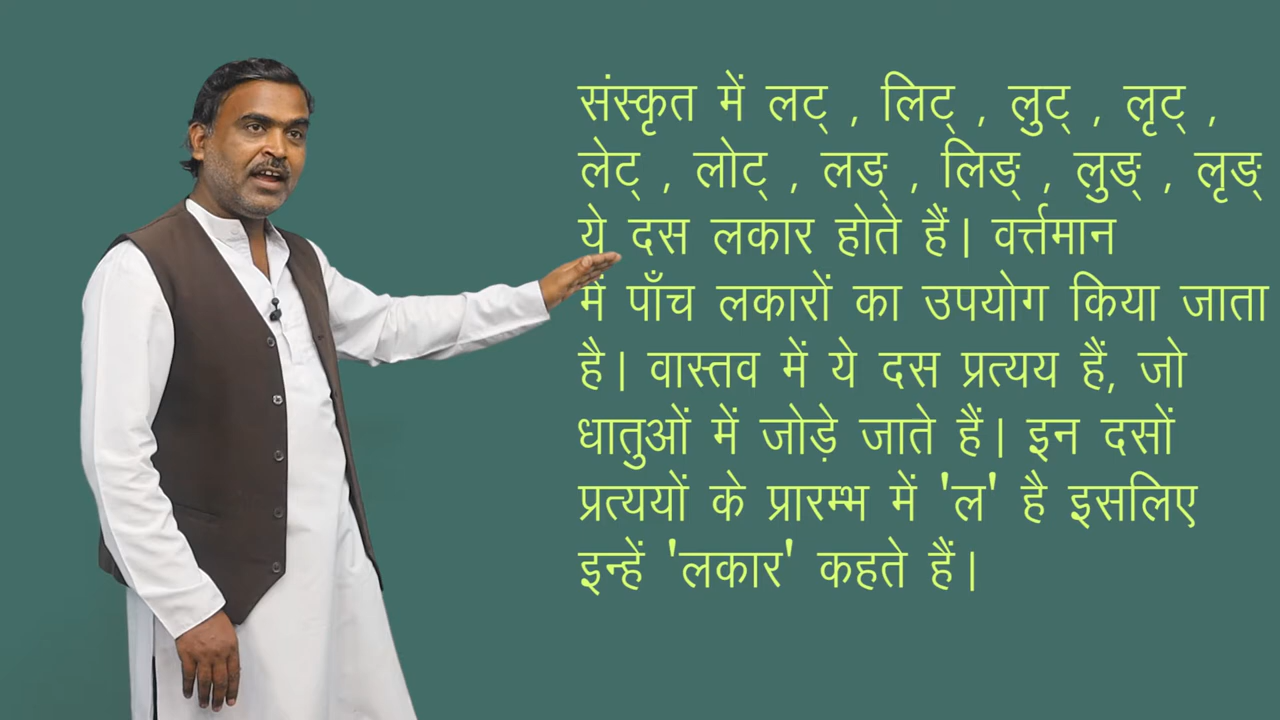 संस्कृत में लट् , लिट् , लुट् , लृट् ,
लेट् , लोट् , लङ् , लिङ् , लुङ् , लृङ्
ये दस लकार होते हैं। वर्त्तमान
में पाँच लकारों का उपयोग किया जाता
है। वास्तव में ये दस प्रत्यय हैं, जो
धातुओं में जोड़े जाते हैं। इन दसों
प्रत्ययों के प्रारम्भ में 'ल' है इसलिए
इन्हें 'लकार' कहते हैं।